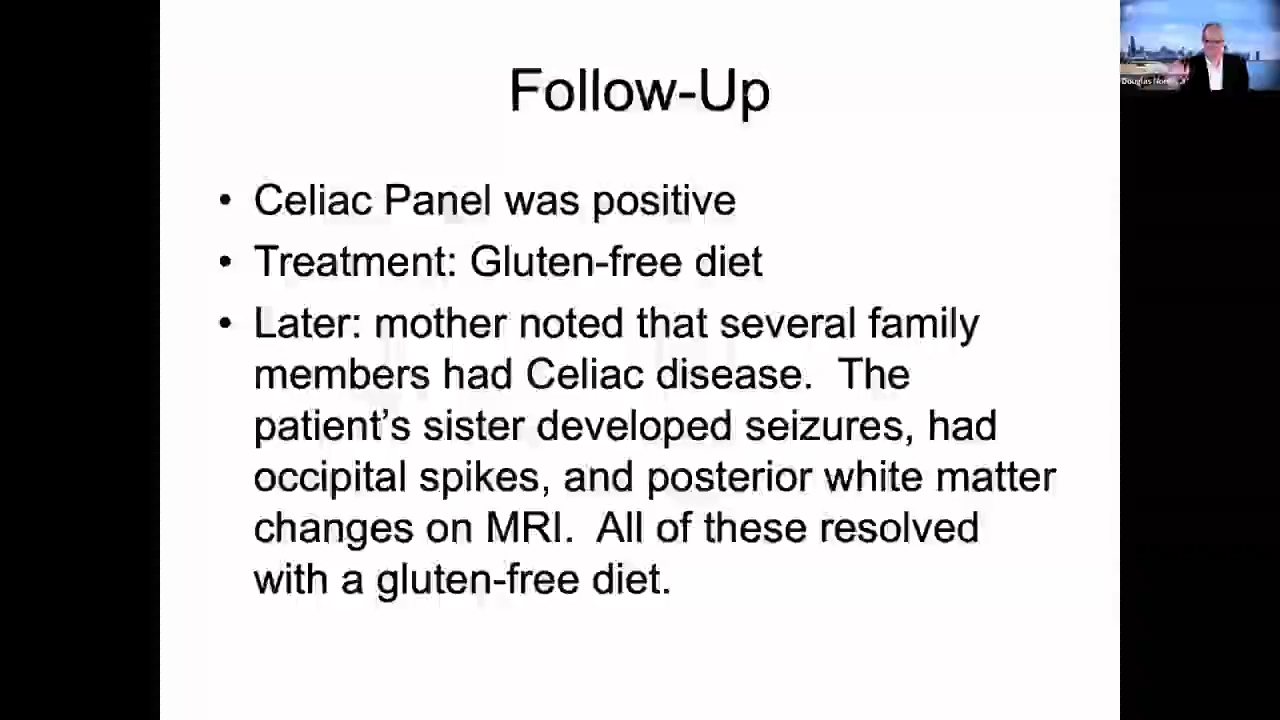 Follow-Up
• Celiac Panel was positive
• Treatment: Gluten-free diet
• Later: mother noted that several family
members had Celiac disease.  The
patient's sister developed seizures, had
occipital spikes, and posterior white matter
changes on MRI.  All of these resolved
with a gluten-free diet.
Douglas